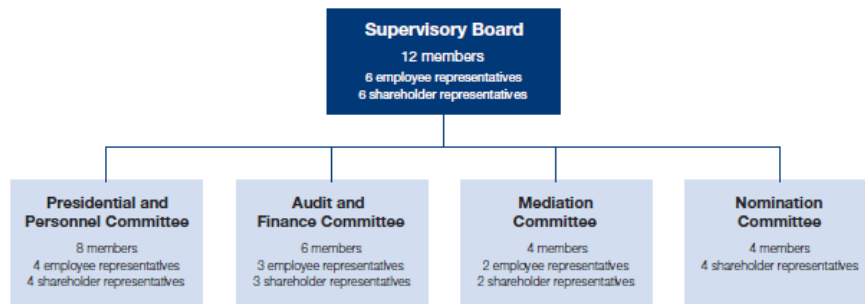 Supervisory Board
12 members
6 employee representatives
6 shareholder representatives
Presidential and
Personnel Committee
8 members
4 employee representatives
4 shareholder representatives
Audit and
Finance Committee
6 members
3 employee representatives
3 shareholder representatives
Mediation
Committee
4 members
2 employee representatives
2 shareholder representatives
Nomination
Committee
4 members
4 shareholder representatives